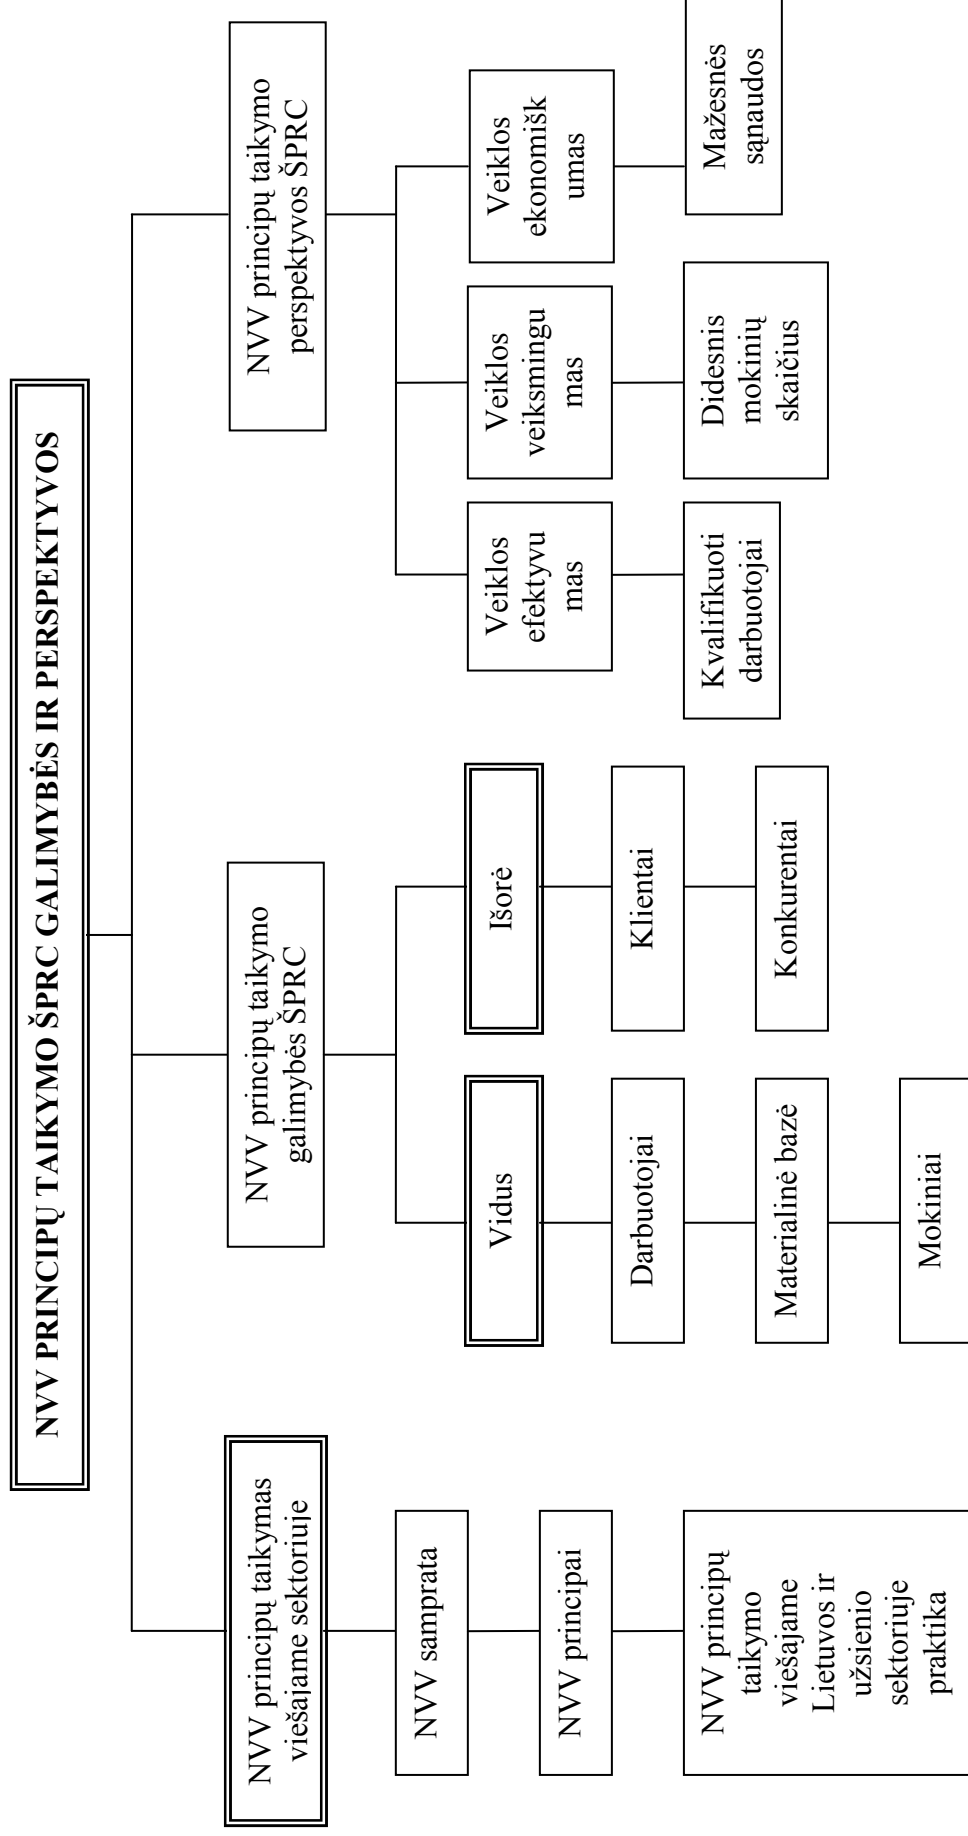 NVV PRINCIPŲ TAIKYMO ŠPRC GALIMYBĖS IR PERSPEKTYVOS
NVV principų taikymas
viešajame sektoriuje
NVV samprata
NVV principai
NVV principų
taikymo
viešajame
Lietuvos ir
užsienio
sektoriuje
praktika
NVV principų taikymo
galimybės ŠPRC
Vidus
Darbuotojai
Materialinė bazė
Mokiniai
Išorė
Klientai
Konkurentai
NVV principų taikymo
perspektyvos ŠPRC
Veiklos
efektyvu
mas
Kvalifikuoti
darbuotojai
Veiklos
veiksmingu
mas
Didesnis
mokinių
skaičius
Veiklos
ekonomišk
umas
Mažesnės
sąnaudos